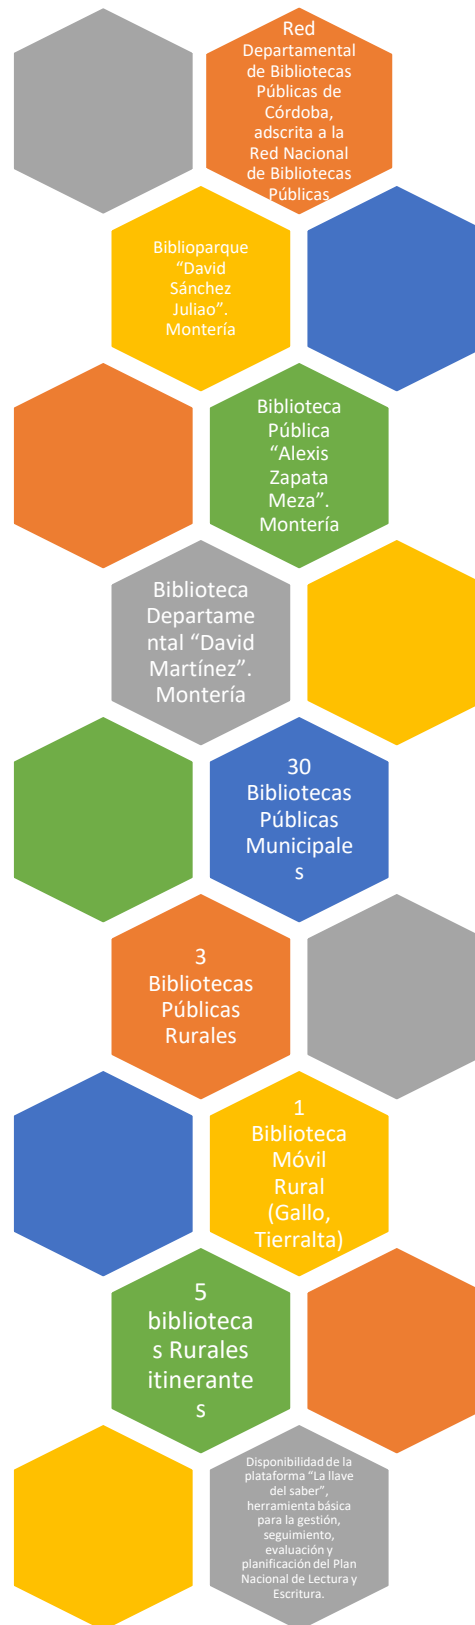 Red
Departamental
de Bibliotecas
Públicas de
Córdoba,
adscrita a la
Red Nacional
de Bibliotecas
Públicas
Biblioparque
“David
Sánchez
Juliao”.
Montería
Biblioteca
Pública
“Alexis
Zapata
Meza”.
Montería
Biblioteca
Departame
ntal “David
Martínez”.
Montería
30
Bibliotecas
Públicas
Municipale
s
3
Bibliotecas
Públicas
Rurales
1
Biblioteca
Móvil
Rural
(Gallo,
Tierralta)
5
biblioteca
s Rurales
itinerante
s
Disponibilidad de la
plataforma “La llave
del saber”,
herramienta básica
para la gestión,
seguimiento,
evaluación y
planificación del Plan
Nacional de Lectura y
Escritura.